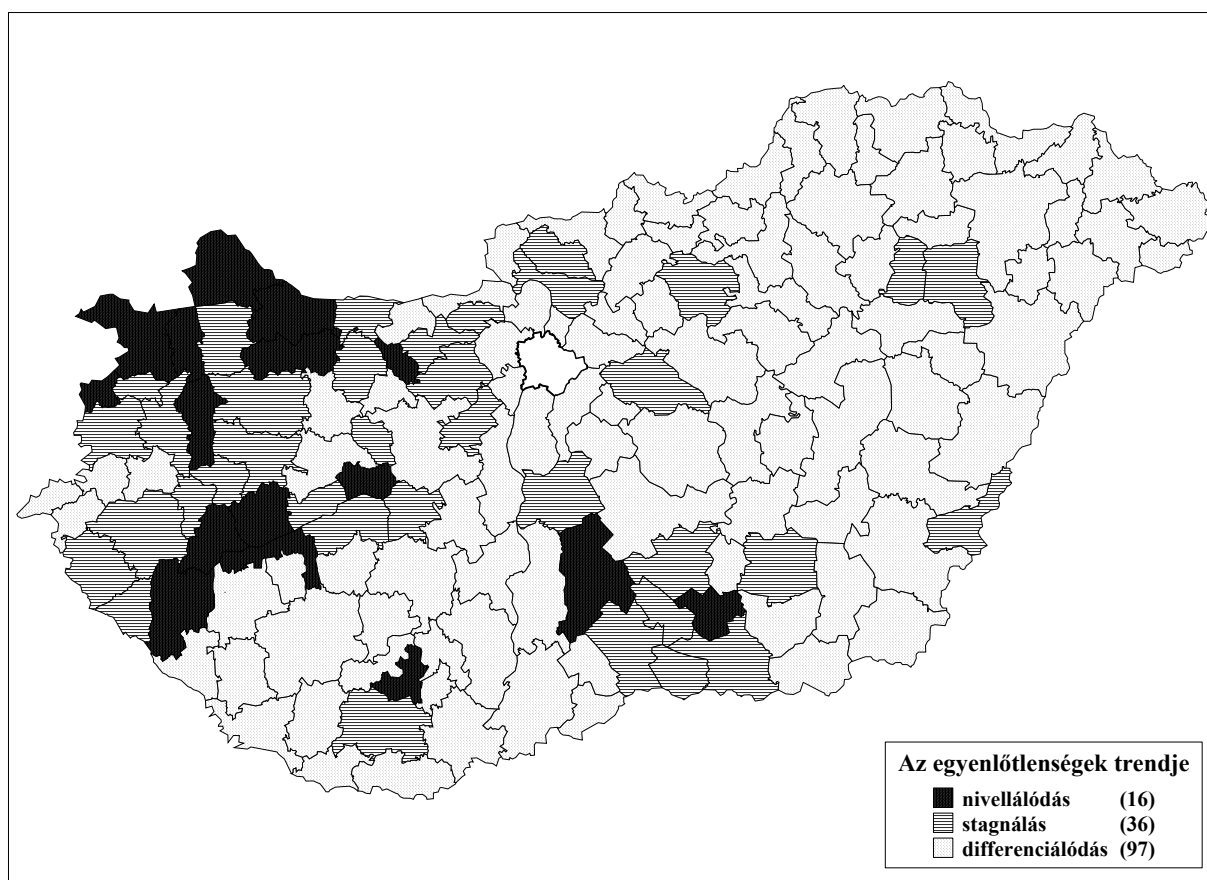 Az egyenlőtlenségek trendje
nivellálódás (16)
stagnálás (36)
differenciálódás (97)